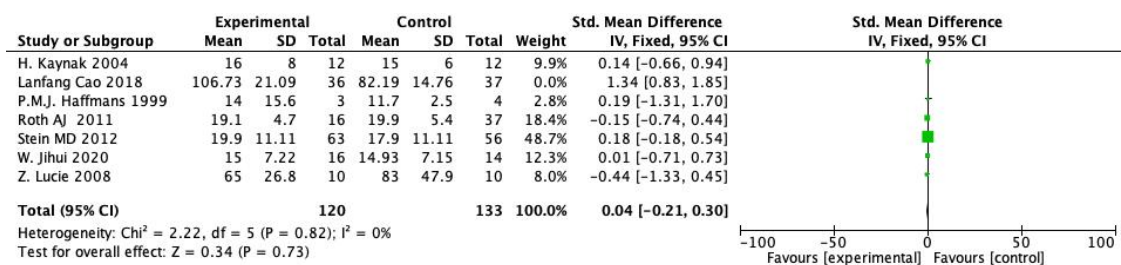 Experimental Control Std. Mean Difference Std. Mean Difference
Study or Subgroup Mean SD Total Mean SD Total Weight IV, Fixed, 95% CI IV, Fixed, 95% CI
H. Kaynak 2004 16 8 12 15 6 12 9.9% 0.14 [-0.66, 0.94]
Lanfang Cao 2018 106.73 21.09 36 82.19 14.76 37 0.0% 1.34 [0.83, 1.85]
P.M.J. Haffmans 1999 14 15.6 3 11.7 2.5 4 2.8% 0.19 [-1.31, 1.70]
Roth AJ 2011 19.1 4.7 16 19.9 5.4 37 18.4% -0.15 [-0.74, 0.44]
Stein MD 2012 19.9 11.11 63 17.9 11.11 56 48.7% 0.18 [-0.18, 0.54]
W. Jihui 2020 15 7.22 16 14.93 7.15 14 12.3% 0.01 [-0.71, 0.73]
Z. Lucie 2008 65 26.8 10 83 47.9 10 8.0% -0.44 [-1.33, 0.45]
Total (95% CI) 120 133 100.0% 0.04 [-0.21, 0.30]
Heterogeneity: Chi² = 2.22, df = 5 (P = 0.82); I² = 0%
Test for overall effect: Z = 0.34 (P = 0.73)
-100 -50 0 50 100
Favours [experimental] Favours [control]